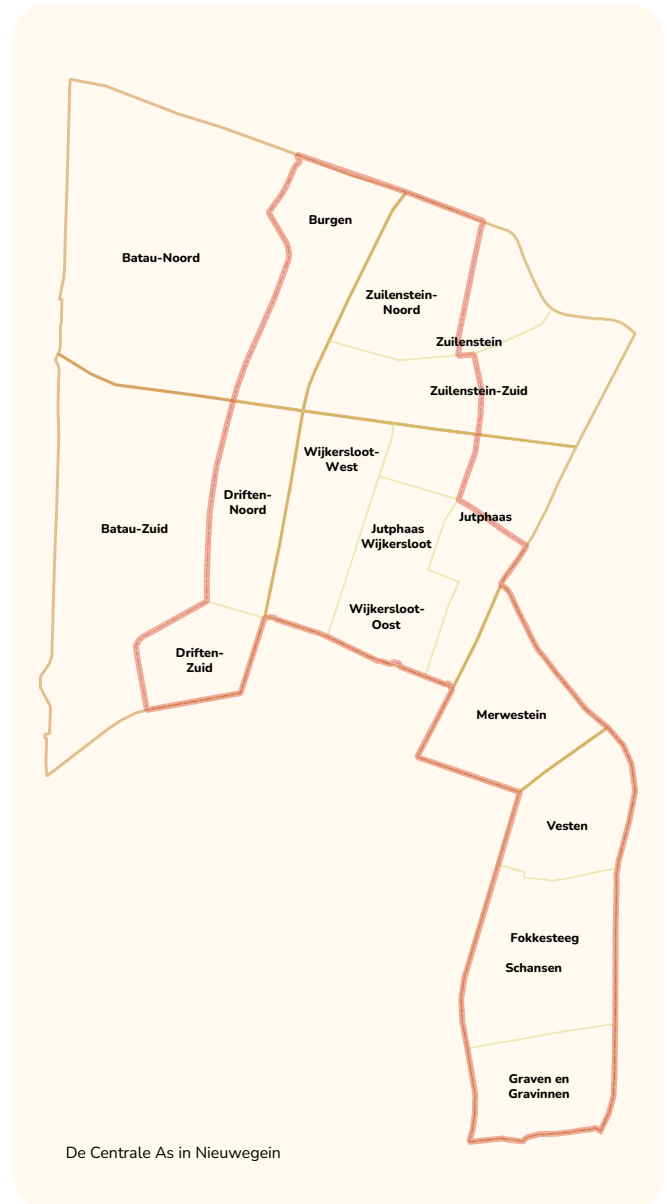 Burgen
Batau-Noord
Zuilenstein-
Noord
Zuilenstein
Zuilenstein-Zuid
Wijkersloot-
West
Driften-
Noord
Jutphaas
Batau-Zuid
Jutphaas
Wijkersloot
Wijkersloot-
Oost
Driften-
Zuid
Merwestein
Vesten
Fokkesteeg
Schansen
Graven en
Gravinnen
De Centrale As in Nieuwegein